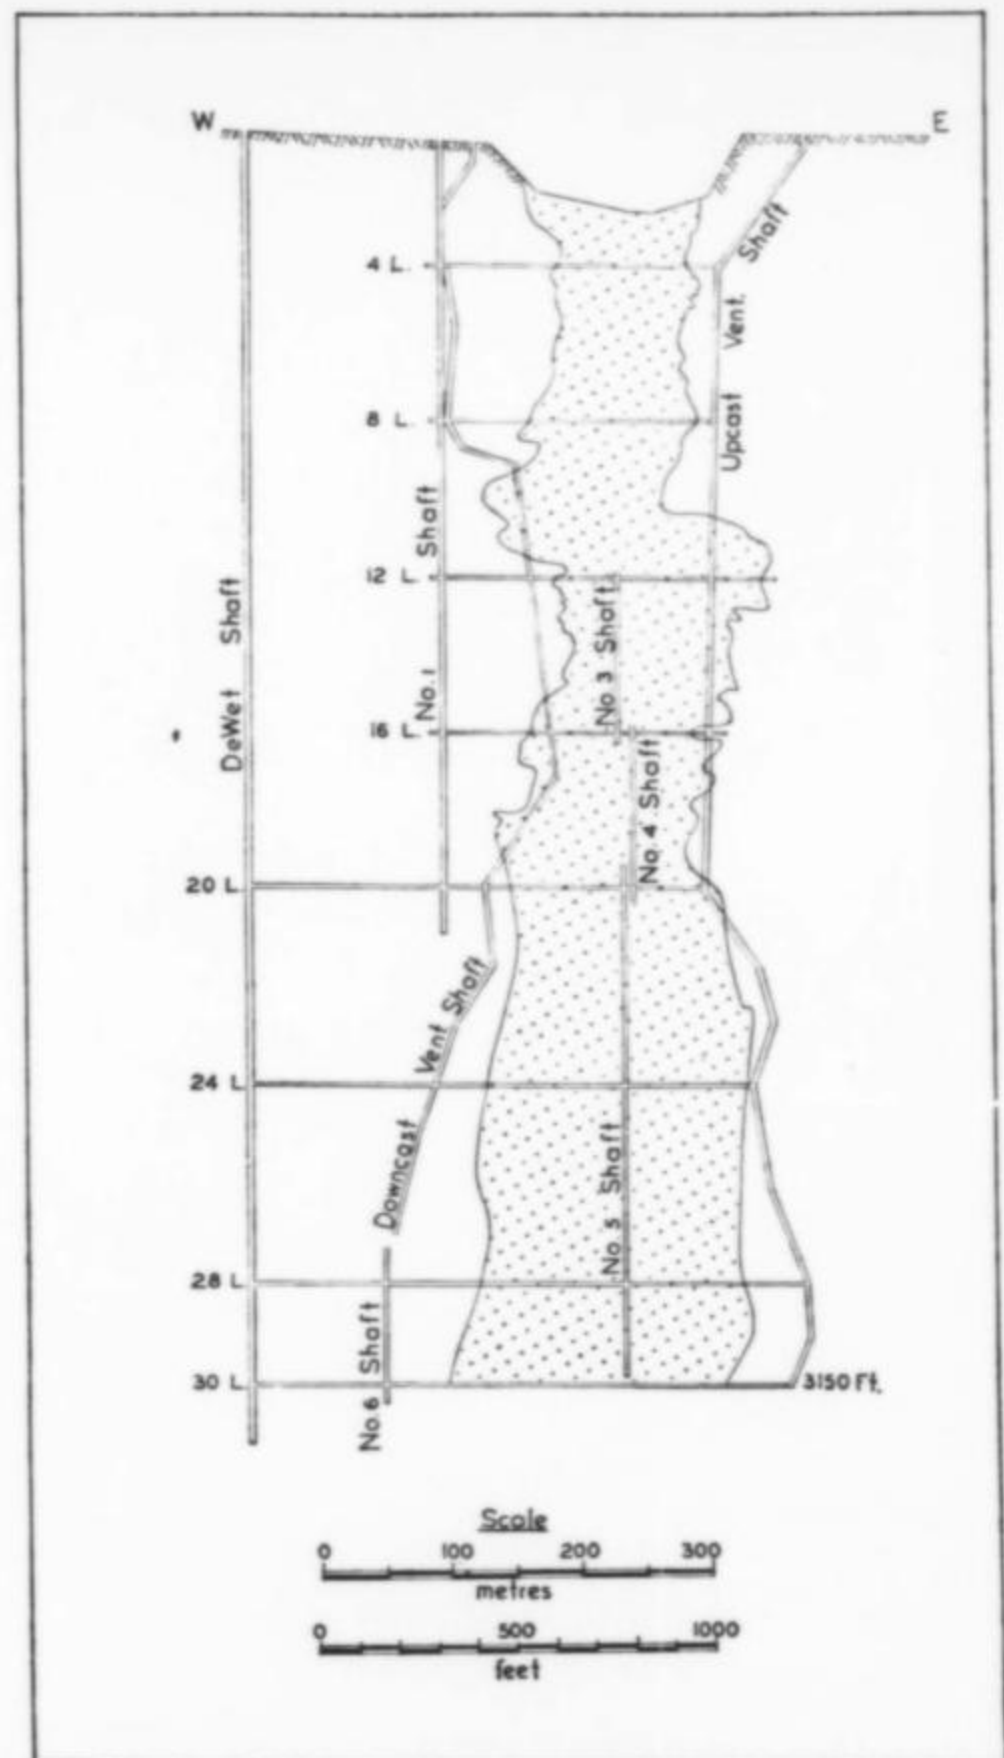 W
E
4 L.
8 L.
12 L
16 L
20 L
24 L
28 L
30 L
3150 Ft.
DeWet Shaft
No. 1 Shaft
No 3 Shaft
No. 4 Shaft
No 5 Shaft
No. 6 Shaft
Downcast Vent Shaft
Upcast Vent. Shaft
Scale
0 100 200 300
metres
0 500 1000
feet